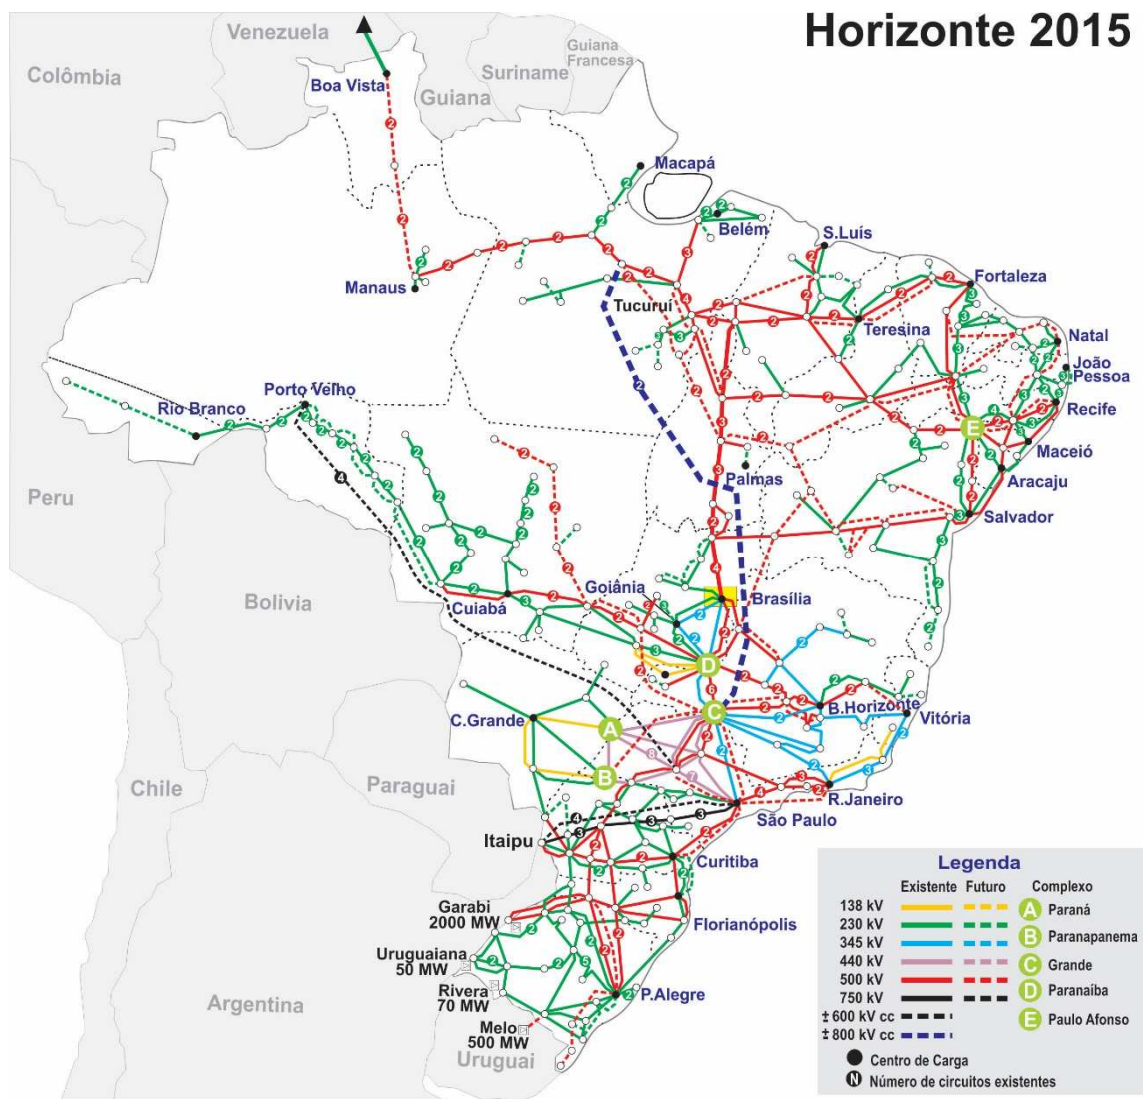 Horizonte 2015
Venezuela
Guiana
Francesa
Colômbia
Suriname
Boa Vista
Guiana
Macapá
Belém
S.Luís
Manaus
Fortaleza
Tucuruí
Teresina
Natal
João
Pessoa
Porto Velho
Rio Branco
Recife
E
Maceió
Palmas
Aracaju
Peru
Salvador
Goiânia
Brasília
Bolivia
Cuiabá
D
C
B.Horizonte
Vitória
C.Grande
A
B
Chile
Paraguai
R.Janeiro
São Paulo
Itaipu
Curitiba
Garabi
2000 MW
Florianópolis
Uruguaiana
50 MW
Rivera
70 MW
P.Alegre
Melo
500 MW
Argentina
Uruguai
Legenda
Existente Futuro Complexo
138 kV A Paraná
230 kV
345 kV B Paranapanema
440 kV C Grande
500 kV
750 kV D Paranaíba
± 600 kV cc
± 800 kV cc E Paulo Afonso
Centro de Carga
N Número de circuitos existentes